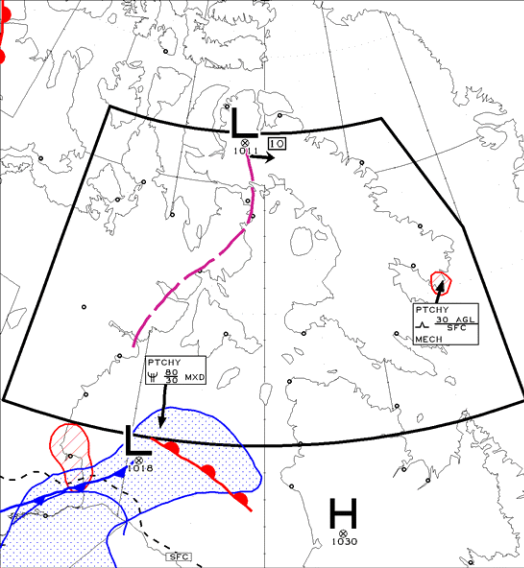 L
1011
10
PTCHY
30 AGL
SFC
MECH
PTCHY
80
30
MXD
L
1018
H
1030
SFC